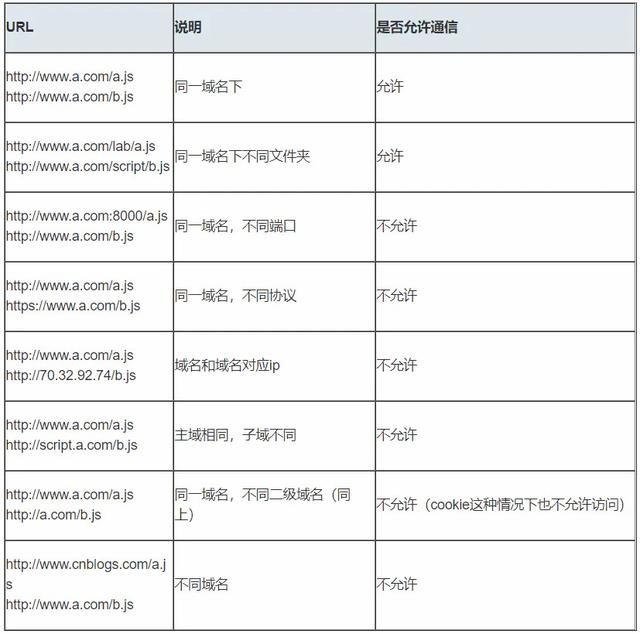 URL 说明 是否允许通信
http://www.a.com/a.js
http://www.a.com/b.js
同一域名下
允许
http://www.a.com/lab/a.js
http://www.a.com/script/b.js
同一域名下不同文件夹
允许
http://www.a.com:8000/a.js
http://www.a.com/b.js
同一域名，不同端口
不允许
http://www.a.com/a.js
https://www.a.com/b.js
同一域名，不同协议
不允许
http://www.a.com/a.js
http://70.32.92.74/b.js
域名和域名对应ip
不允许
http://www.a.com/a.js
http://script.a.com/b.js
主域相同，子域不同
不允许
http://www.a.com/a.js
http://a.com/b.js
同一域名，不同二级域名（同
上）
不允许（cookie这种情况下也不允许访问）
http://www.cnblogs.com/a.j
s
http://www.a.com/b.js
不同域名
不允许